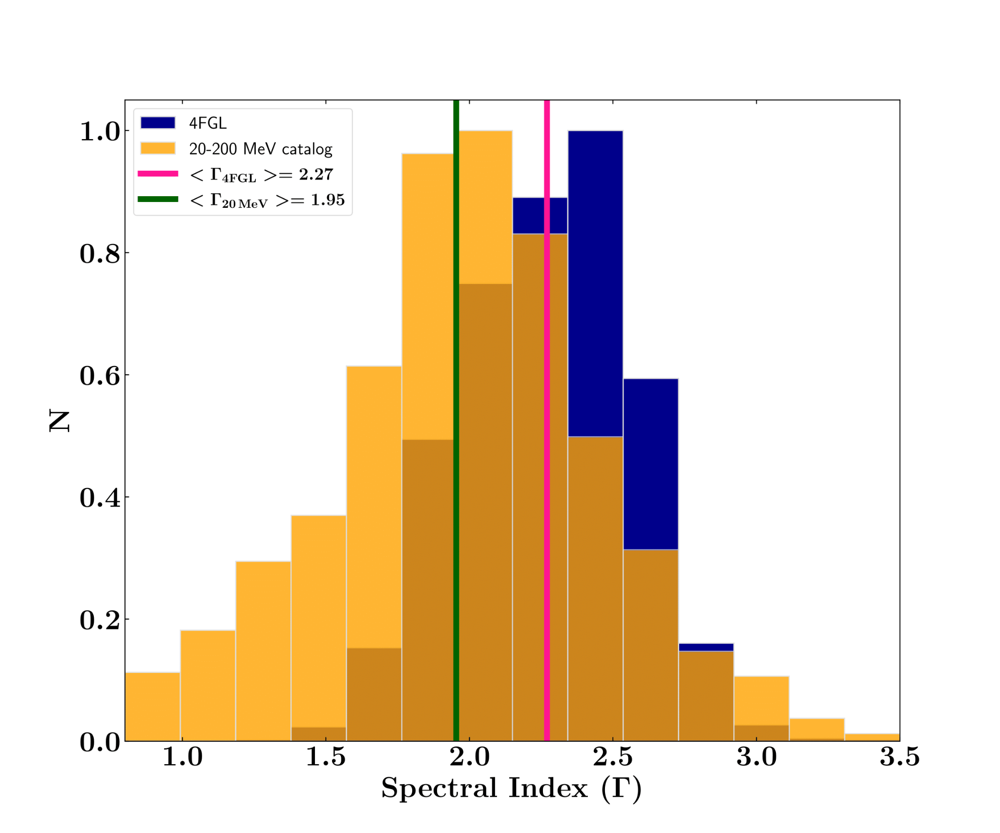 4FGL
20-200 MeV catalog
< Γ4FGL >= 2.27
< Γ20 MeV >= 1.95
1.0
0.8
0.6
0.4
0.2
0.0
N
1.0 1.5 2.0 2.5 3.0 3.5
Spectral Index (Γ)